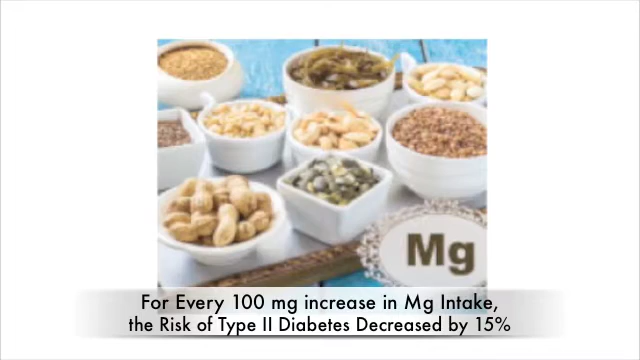 Mg
For Every 100 mg increase in Mg Intake,
the Risk of Type II Diabetes Decreased by 15%